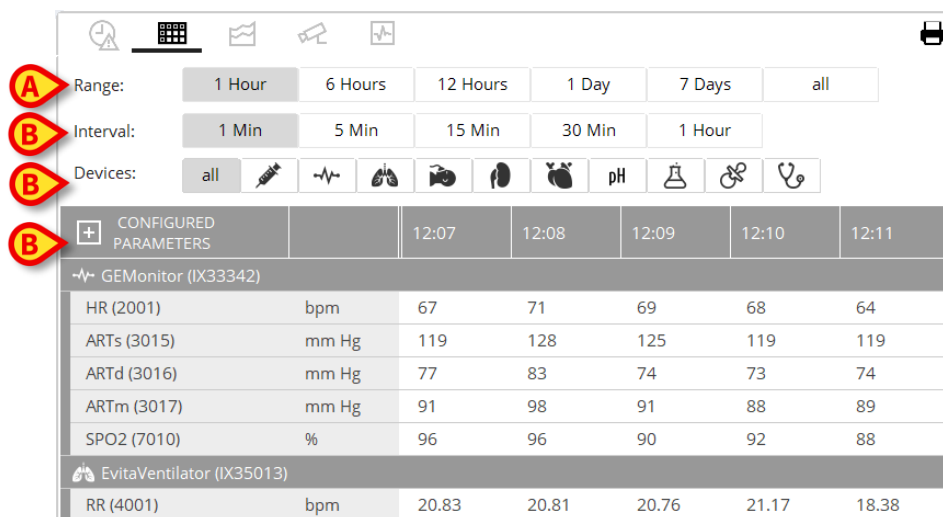 A Range: 1 Hour 6 Hours 12 Hours 1 Day 7 Days all
B Interval: 1 Min 5 Min 15 Min 30 Min 1 Hour
B Devices: all pH
B + CONFIGURED PARAMETERS 12:07 12:08 12:09 12:10 12:11
GEMonitor (IX33342)
HR (2001) bpm 67 71 69 68 64
ARTs (3015) mm Hg 119 128 125 119 119
ARTd (3016) mm Hg 77 83 74 73 74
ARTm (3017) mm Hg 91 98 91 88 89
SPO2 (7010) % 96 96 90 92 88
EvitaVentilator (IX35013)
RR (4001) bpm 20.83 20.81 20.76 21.17 18.38